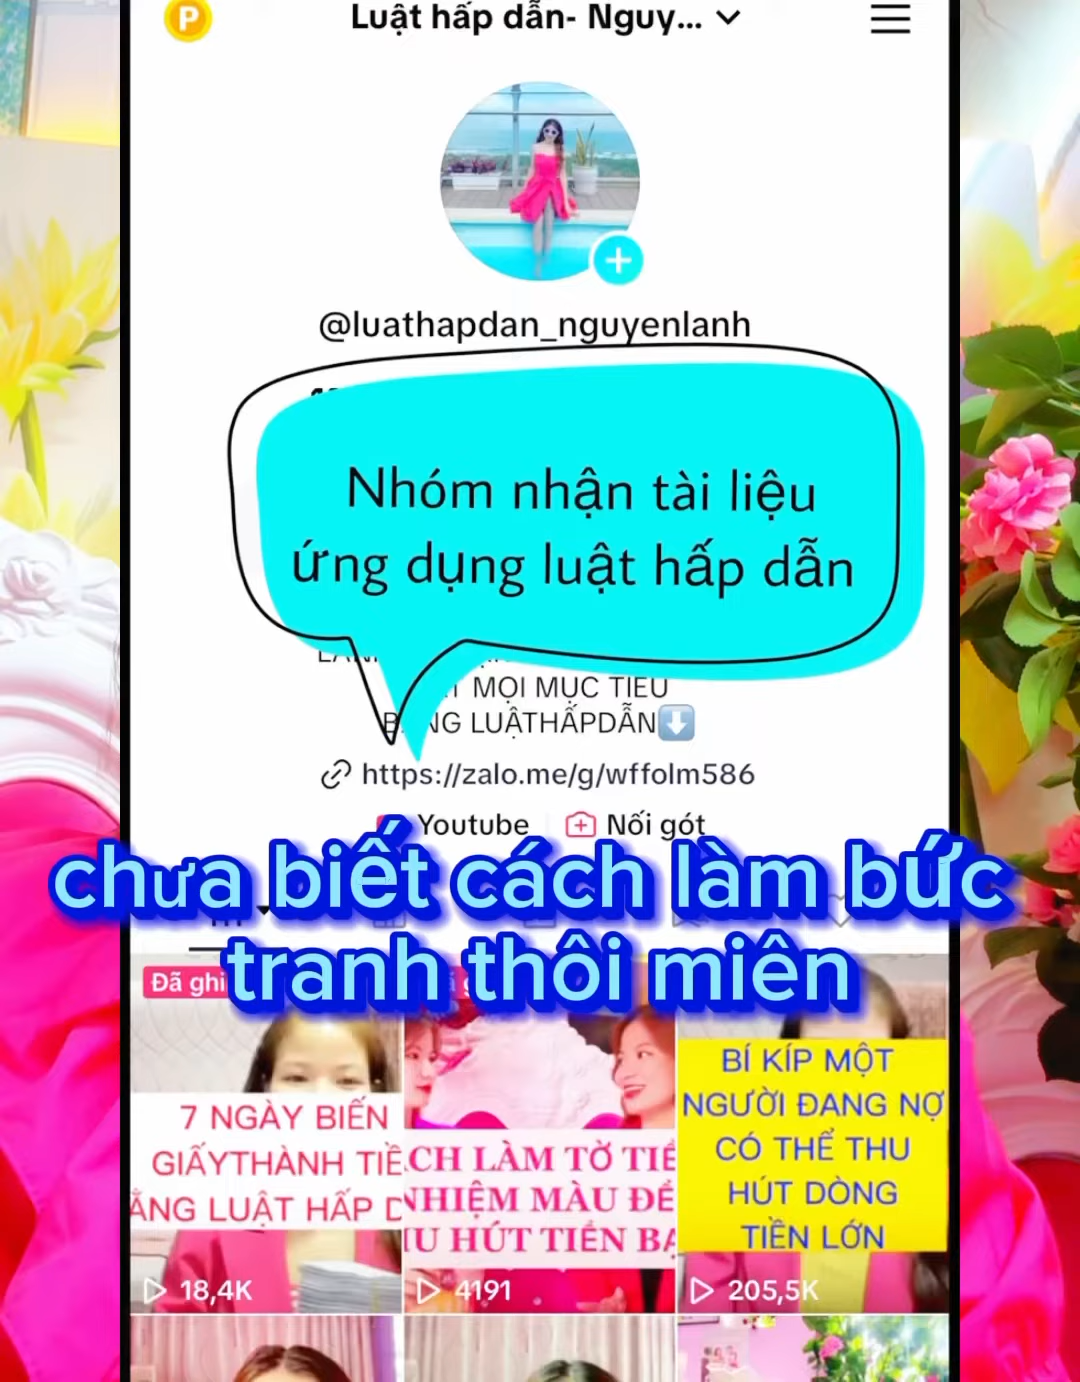 P
Luật hấp dẫn- Nguy...
@luathapdan_nguyenlanh
Nhóm nhận tài liệu
ứng dụng luật hấp dẫn
MỌI MỤC TIÊU
LUẬTHẤPDẪN
https://zalo.me/g/wffolm586
Youtube
Nối gót
chưa biết cách làm bức
tranh thôi miên
Đã ghi
7 NGÀY BIẾN
GIẤYTHÀNH TIỀ
ẰNG LUẬT HẤP D
18,4K
CH LÀM TỜ TIỀ
NHIỆM MÀU ĐỂ
U HÚT TIỀN BẠ
4191
BÍ KÍP MỘT
NGƯỜI ĐANG NỢ
CÓ THỂ THU
HÚT DÒNG
TIỀN LỚN
205,5K